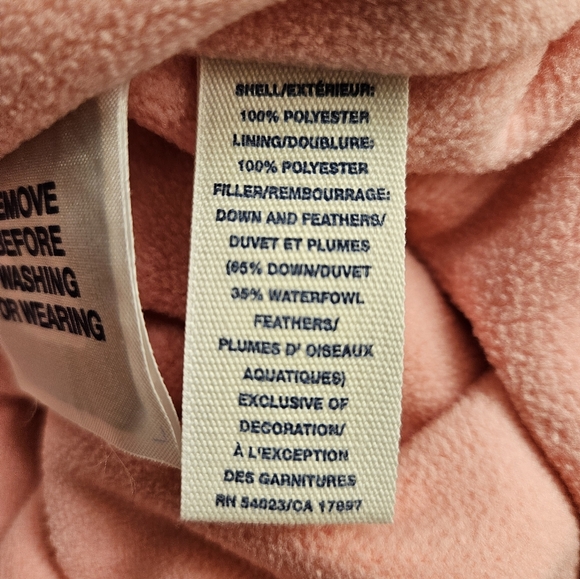 SHELL/EXTÉRIEUR:
100% POLYESTER
LINING/DOUBLURE:
100% POLYESTER
FILLER/REMBOURRAGE:
DOWN AND FEATHERS/
DUVET ET PLUMES
(65% DOWN/DUVET
35% WATERFOWL
FEATHERS/
PLUMES D' OISEAUX
AQUATIQUES)
EXCLUSIVE OF
DECORATION/
À L'EXCEPTION
DES GARNITURES
RN 54023/CA 17897
EMOVE
BEFORE
WASHING
OR WEARING